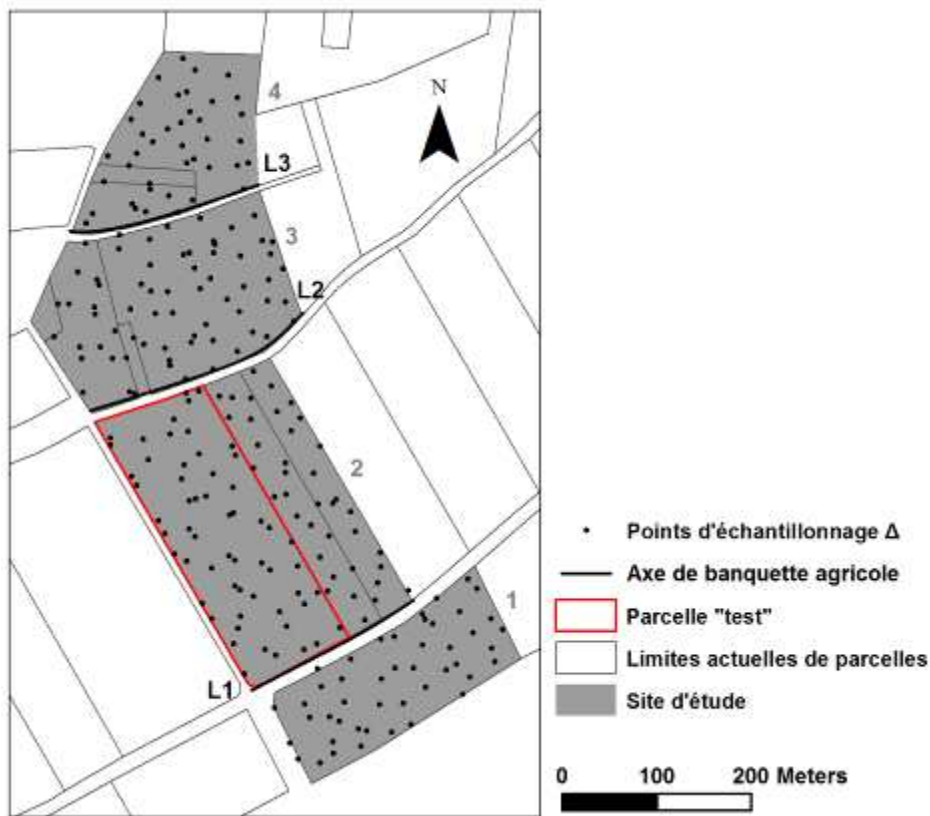 4
N
L3
3
L2
2
1
L1
Points d'échantillonnage Δ
Axe de banquette agricole
Parcelle "test"
Limites actuelles de parcelles
Site d'étude
0 100 200 Meters